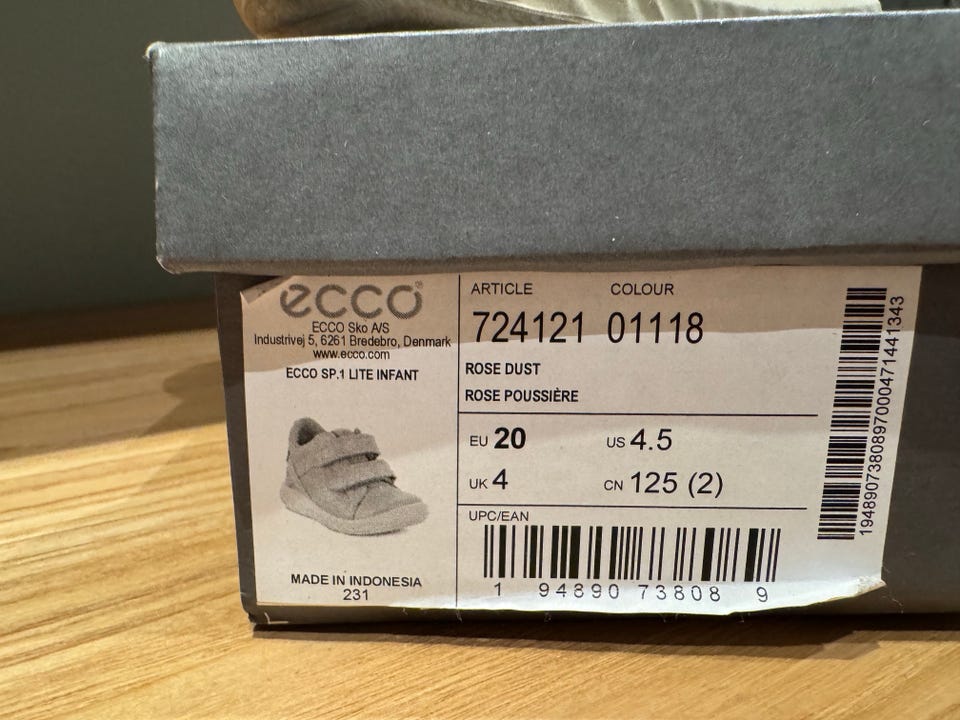 ecco®
ECCO Sko A/S
Industrivej 5, 6261 Bredebro, Denmark
www.ecco.com
ECCO SP.1 LITE INFANT
MADE IN INDONESIA
231
ARTICLE COLOUR
724121 01118
ROSE DUST
ROSE POUSSIÈRE
EU 20 US 4.5
UK 4 CN 125 (2)
UPC/EAN
1 94890 73808 9
19489073808970004714​41343